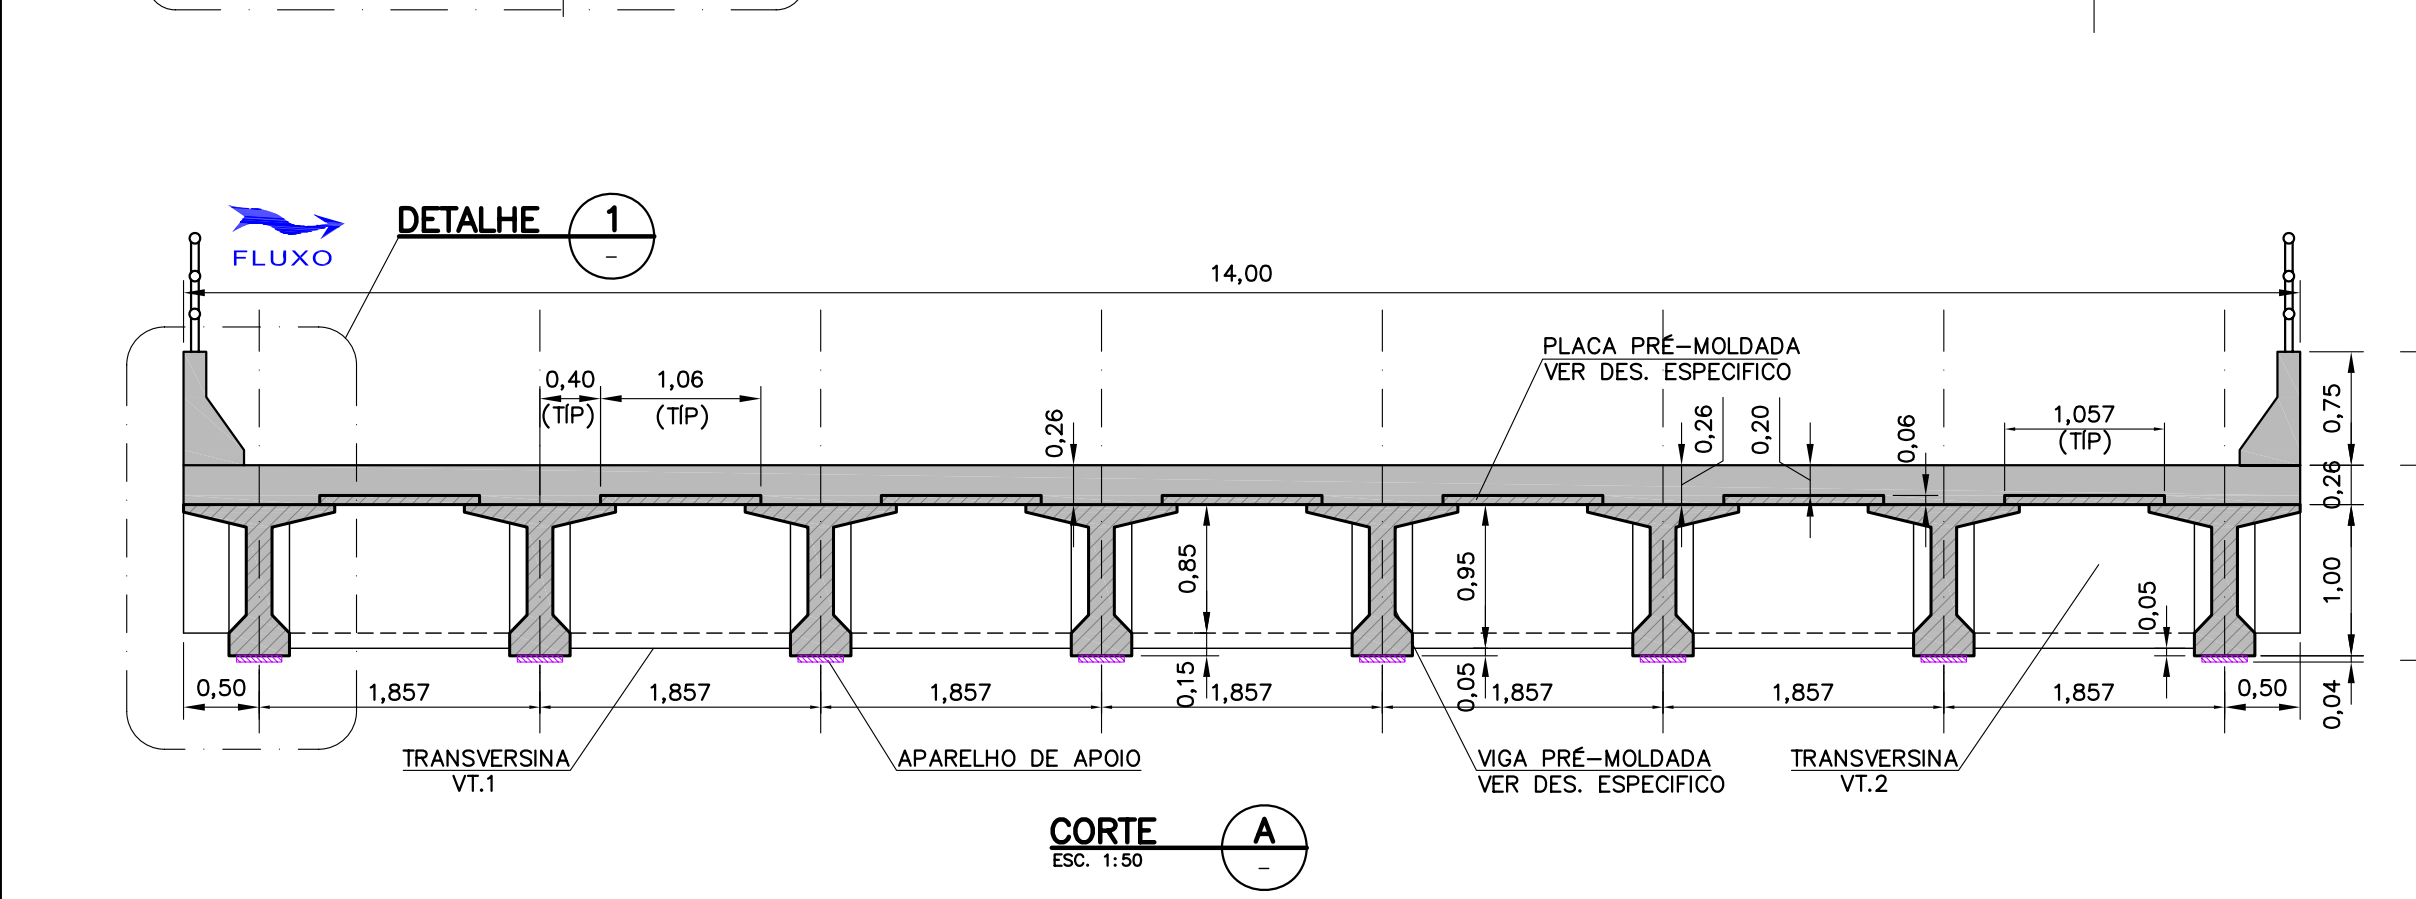 DETALHE
1
–
FLUXO
14,00
PLACA PRÉ–MOLDADA
VER DES. ESPECIFICO
0,40
(TÍP)
1,06
(TÍP)
0,26
0,26
0,20
0,06
1,057
(TÍP)
0,75
0,26
0,85
0,95
0,05
1,00
0,50
1,857
1,857
1,857
0,15
1,857
0,05
1,857
1,857
1,857
0,50
0,04
TRANSVERSINA
VT.1
APARELHO DE APOIO
VIGA PRÉ–MOLDADA
VER DES. ESPECIFICO
TRANSVERSINA
VT.2
CORTE
ESC. 1:50
A
–